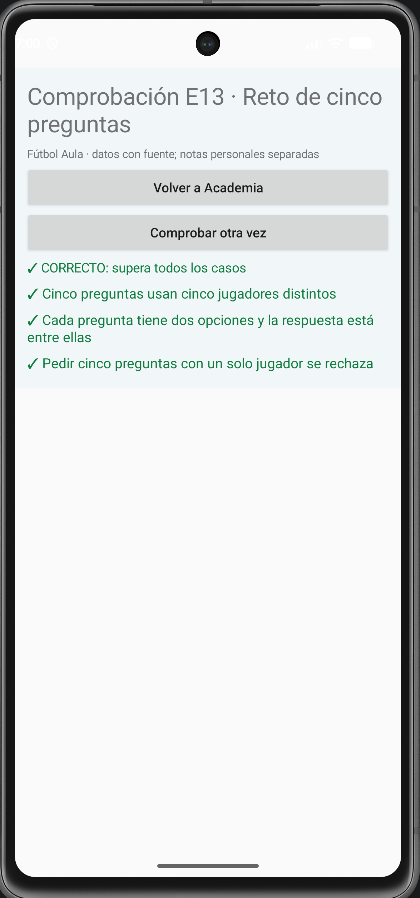 Comprobación E13 · Reto de cinco
preguntas
Fútbol Aula · datos con fuente; notas personales separadas
Volver a Academia
Comprobar otra vez
✓ CORRECTO: supera todos los casos
✓ Cinco preguntas usan cinco jugadores distintos
✓ Cada pregunta tiene dos opciones y la respuesta está
entre ellas
✓ Pedir cinco preguntas con un solo jugador se rechaza